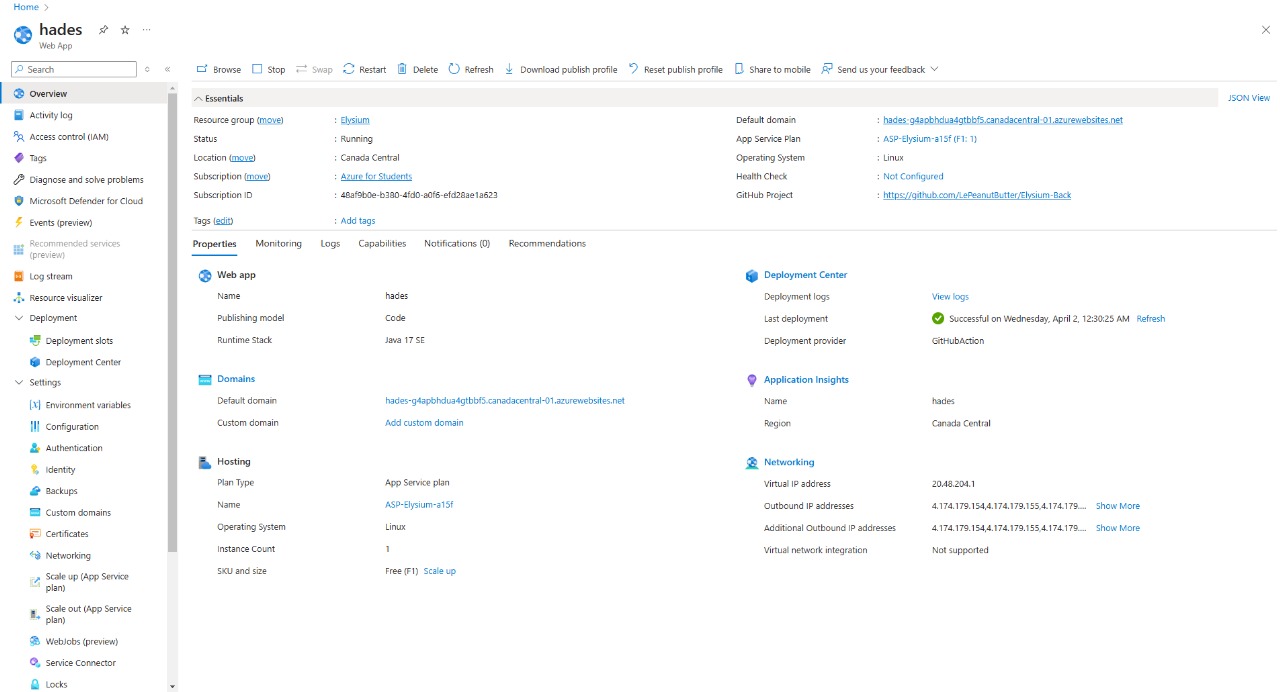 Home
hades
Web App
Search
Overview
Activity log
Access control (IAM)
Tags
Diagnose and solve problems
Microsoft Defender for Cloud
Events (preview)
Recommended services
(preview)
Log stream
Resource visualizer
Deployment
Deployment slots
Deployment Center
Settings
Environment variables
Configuration
Authentication
Identity
Backups
Custom domains
Certificates
Networking
Scale up (App Service
plan)
Scale out (App Service
plan)
WebJobs (preview)
Service Connector
Locks
Browse Stop Swap Restart Delete Refresh Download publish profile Reset publish profile Share to mobile Send us your feedback
Essentials JSON View
Resource group (move) : Elysium
Status : Running
Location (move) : Canada Central
Subscription (move) : Azure for Students
Subscription ID : 48af9b0e-b380-4fd0-a0f6-efd28ae1a623
Default domain : hades-g4apbhdua4gtbbf5.canadacentral-01.azurewebsites.net
App Service Plan : ASP-Elysium-a15f (F1: 1)
Operating System : Linux
Health Check : Not Configured
GitHub Project : https://github.com/LePeanutButter/Elysium-Back
Tags (edit) : Add tags
Properties Monitoring Logs Capabilities Notifications (0) Recommendations
Web app
Name hades
Publishing model Code
Runtime Stack Java 17 SE
Domains
Default domain hades-g4apbhdua4gtbbf5.canadacentral-01.azurewebsites.net
Custom domain Add custom domain
Hosting
Plan Type App Service plan
Name ASP-Elysium-a15f
Operating System Linux
Instance Count 1
SKU and size Free (F1) Scale up
Deployment Center
Deployment logs View logs
Last deployment Successful on Wednesday, April 2, 12:30:25 AM Refresh
Deployment provider GitHubAction
Application Insights
Name hades
Region Canada Central
Networking
Virtual IP address 20.48.204.1
Outbound IP addresses 4.174.179.154,4.174.179.155,4.174.179.... Show More
Additional Outbound IP addresses 4.174.179.154,4.174.179.155,4.174.179.... Show More
Virtual network integration Not supported